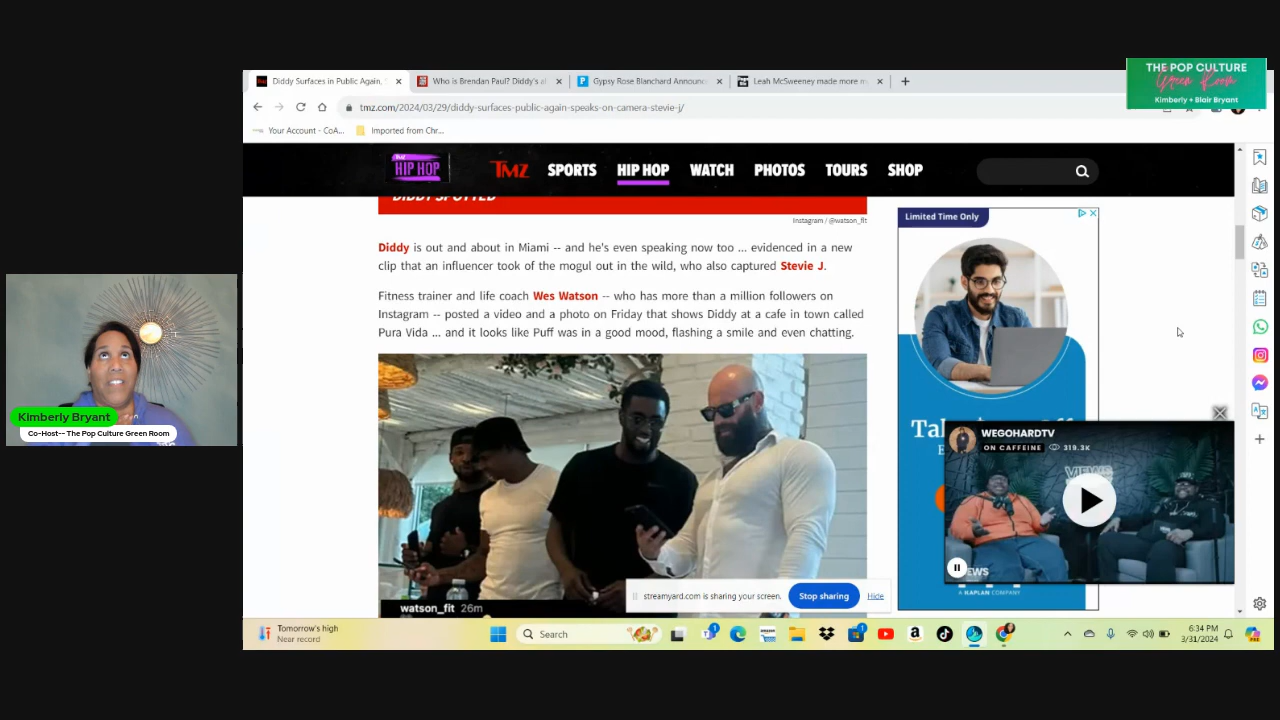 Diddy Surfaces in Public Again,
Who is Brendan Paul? Diddy's al
Gypsy Rose Blanchard Announc
Leah McSweeney made more m
THE POP CULTURE
Green Room
Kimberly + Blair Bryant
tmz.com/2024/03/29/diddy-surfaces-public-again-speaks-on-camera-stevie-j/
Your Account - CoA...
Imported from Chr...
TMZ
HIP HOP
TMZ
SPORTS
HIP HOP
WATCH
PHOTOS
TOURS
SHOP
DIDDY SPOTTED
Instagram / @watson_fit
Limited Time Only
Diddy is out and about in Miami -- and he's even speaking now too ... evidenced in a new
clip that an influencer took of the mogul out in the wild, who also captured Stevie J.
Fitness trainer and life coach Wes Watson -- who has more than a million followers on
Instagram -- posted a video and a photo on Friday that shows Diddy at a cafe in town called
Pura Vida ... and it looks like Puff was in a good mood, flashing a smile and even chatting.
Kimberly Bryant
Co-Host-- The Pop Culture Green Room
WEGOHARDTV
ON CAFFEINE
319.3K
VIEWS
EWS
A KAPLAN COMPANY
watson_fit 26m
streamyard.com is sharing your screen.
Stop sharing
Hide
Tomorrow's high
Near record
Search
6:34 PM
3/31/2024